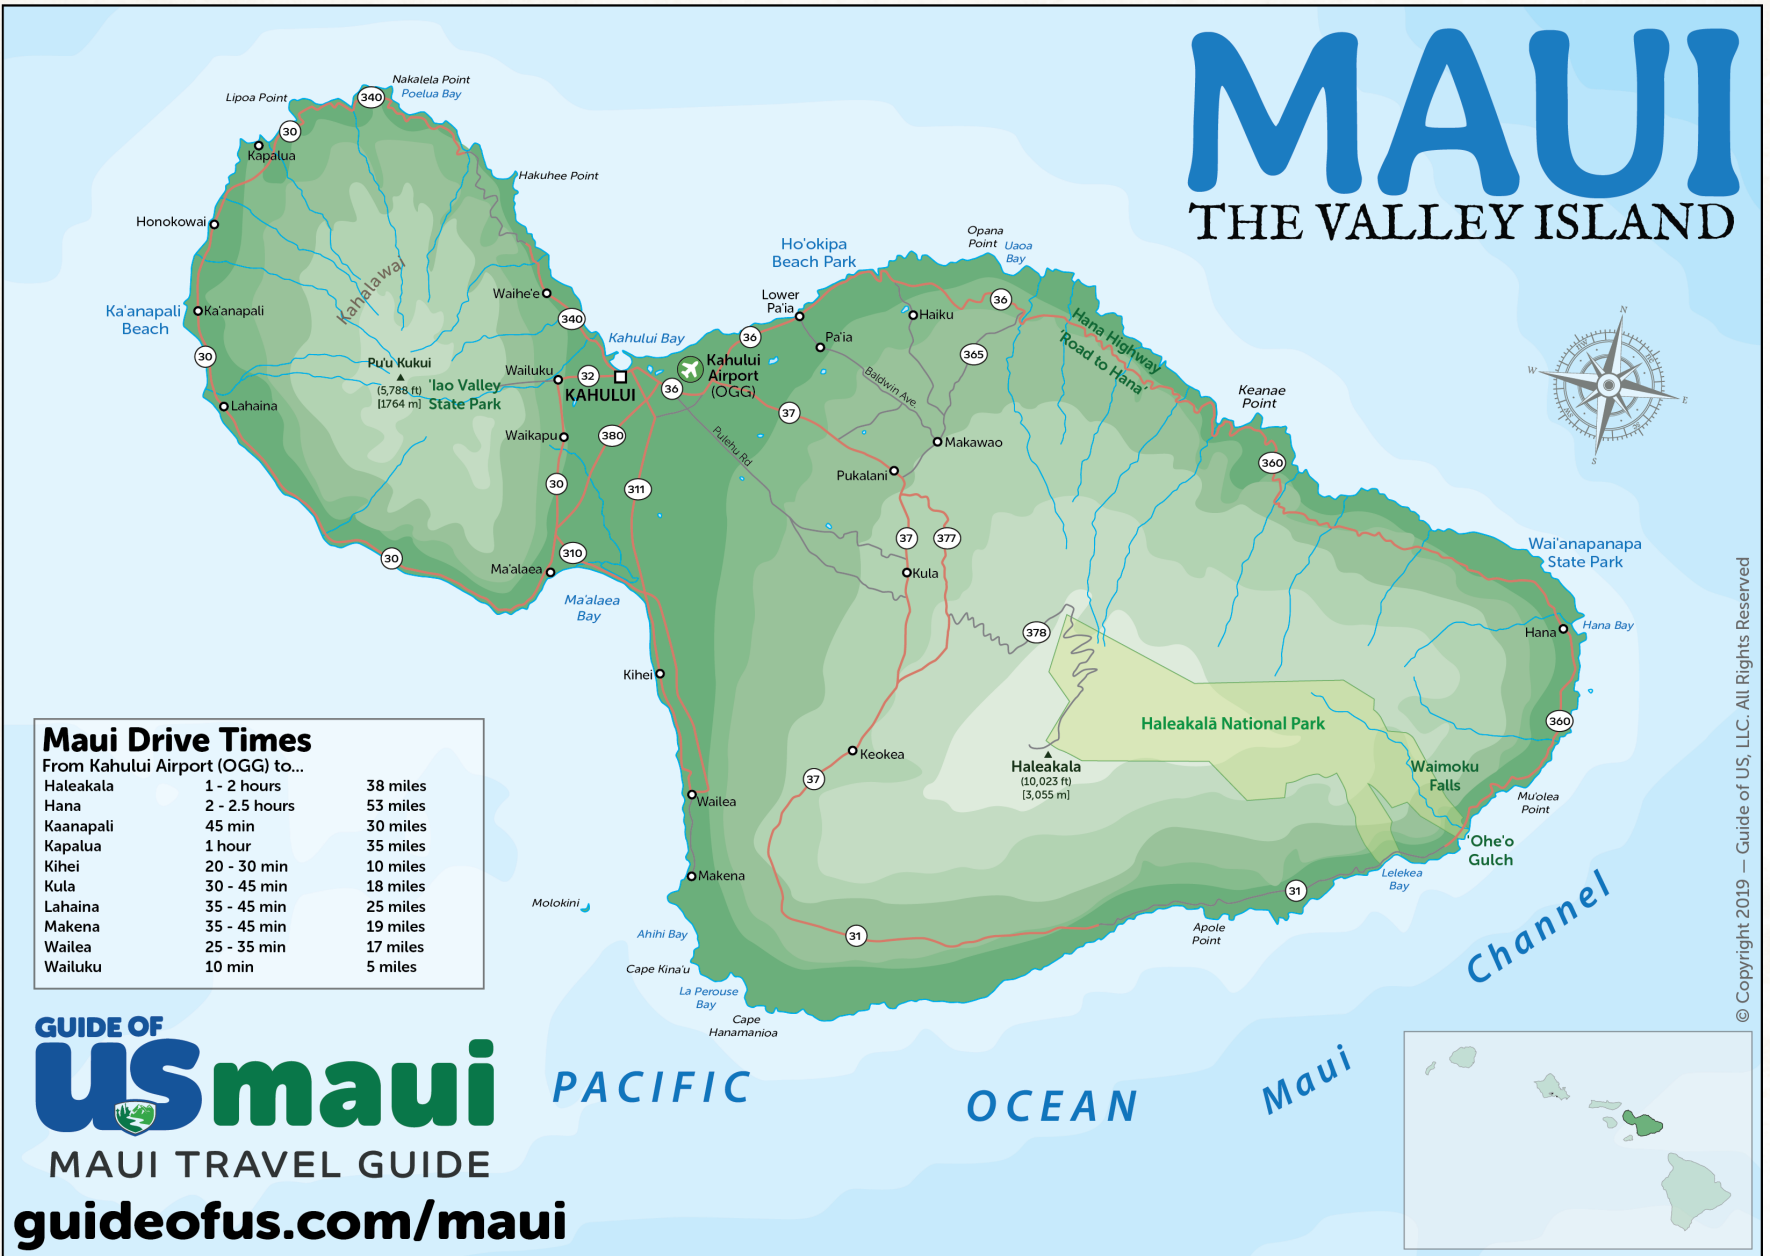 MAUI
THE VALLEY ISLAND
Nakalela Point
Poelua Bay
Lipoa Point
340
30
Kapalua
Hakuhee Point
Honokowai
Opana
Point
Uaoa
Bay
Ho'okipa
Beach Park
Kahalawai
Waihe'e
Lower
Pa'ia
36
Ka'anapali
Beach
Ka'anapali
340
Haiku
Hana Highway
'Road to Hana'
Kahului Bay
36
Pa'ia
30
365
Pu'u Kukui
(5,788 ft)
[1764 m]
'Iao Valley
State Park
Wailuku
32
KAHULUI
36
Kahului
Airport
(OGG)
Baldwin Ave.
Keanae
Point
Lahaina
37
Waikapu
380
Pulehu Rd
Makawao
Pukalani
360
30
311
37
377
Wai'anapanapa
State Park
30
310
Ma'alaea
Kula
Ma'alaea
Bay
378
Hana
Hana Bay
Kihei
Haleakalā National Park
360
Keokea
Haleakala
(10,023 ft)
[3,055 m]
Waimoku
Falls
37
Wailea
Mu'olea
Point
'Ohe'o
Gulch
Makena
Lelekea
Bay
31
Molokini
Ahihi Bay
31
Apole
Point
Cape Kina'u
La Perouse
Bay
Cape
Hanamanioa
N
E
S
W
Maui Drive Times
From Kahului Airport (OGG) to...
Haleakala 1 - 2 hours 38 miles
Hana 2 - 2.5 hours 53 miles
Kaanapali 45 min 30 miles
Kapalua 1 hour 35 miles
Kihei 20 - 30 min 10 miles
Kula 30 - 45 min 18 miles
Lahaina 35 - 45 min 25 miles
Makena 35 - 45 min 19 miles
Wailea 25 - 35 min 17 miles
Wailuku 10 min 5 miles
PACIFIC OCEAN
Maui Channel
GUIDE OF
us maui
MAUI TRAVEL GUIDE
guideofus.com/maui
© Copyright 2019 — Guide of US, LLC. All Rights Reserved